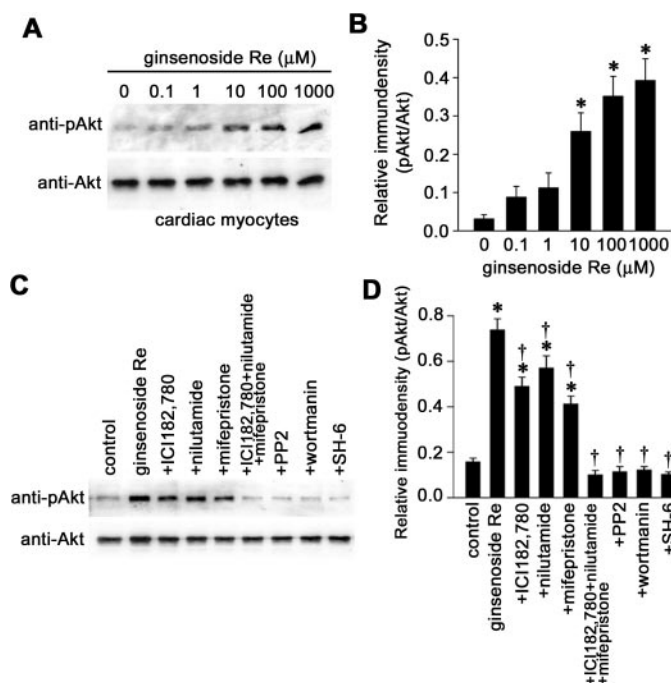 A
ginsenoside Re (μM)
0 0.1 1 10 100 1000
anti-pAkt
anti-Akt
cardiac myocytes
B
Relative immundensity
(pAkt/Akt)
0.5
0.4
0.3
0.2
0.1
0.0
* * *
0 0.1 1 10 100 1000
ginsenoside Re (μM)
C
control
ginsenoside Re
+ICI182,780
+nilutamide
+mifepristone
+ICI182,780+nilutamide
+mifepristone
+PP2
+wortmanin
+SH-6
anti-pAkt
anti-Akt
D
Relative immuodensity (pAkt/Akt)
0.8
0.6
0.4
0.2
0.0
*
†
*
†
*
†
*
† † † †
control
ginsenoside Re
+ICI182,780
+nilutamide
+mifepristone
+ICI182,780+nilutamide
+mifepristone
+PP2
+wortmanin
+SH-6